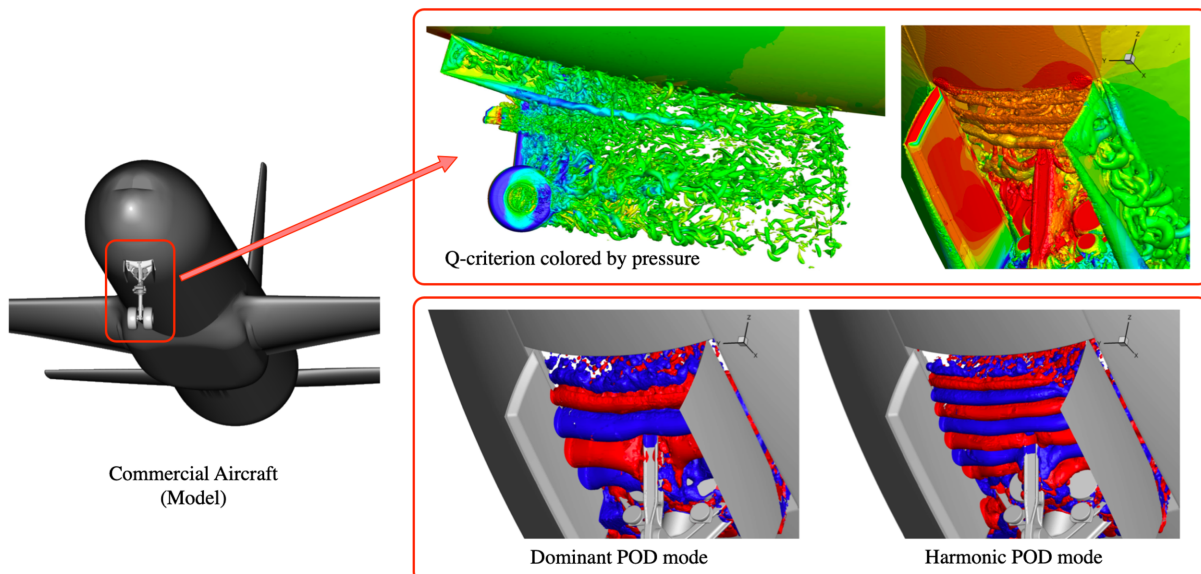 Q-criterion colored by pressure
Z
Y
X
Commercial Aircraft
(Model)
Z
X
Z
X
Dominant POD mode
Harmonic POD mode